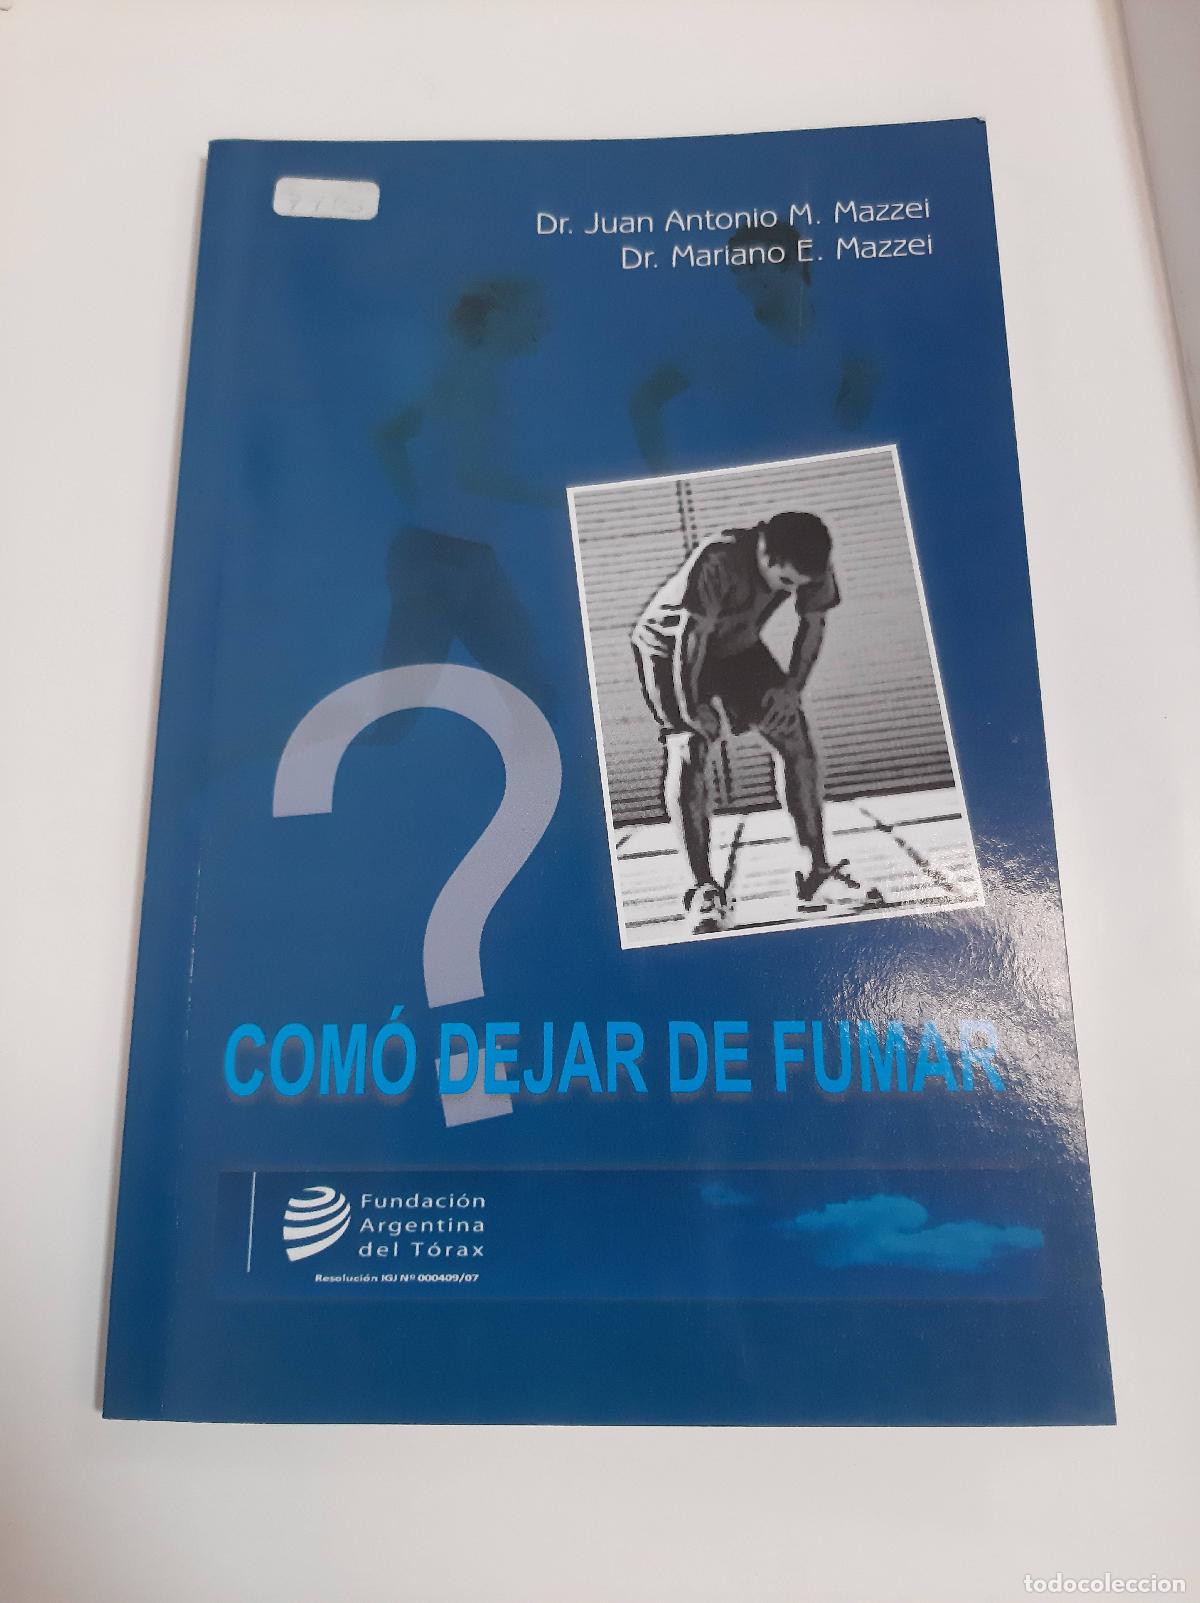 Dr. Juan Antonio M. Mazzei
Dr. Mariano E. Mazzei
?
COMÓ DEJAR DE FUMAR
Fundación
Argentina
del Tórax
Resolución IGJ Nº 000409/07
todocoleccion